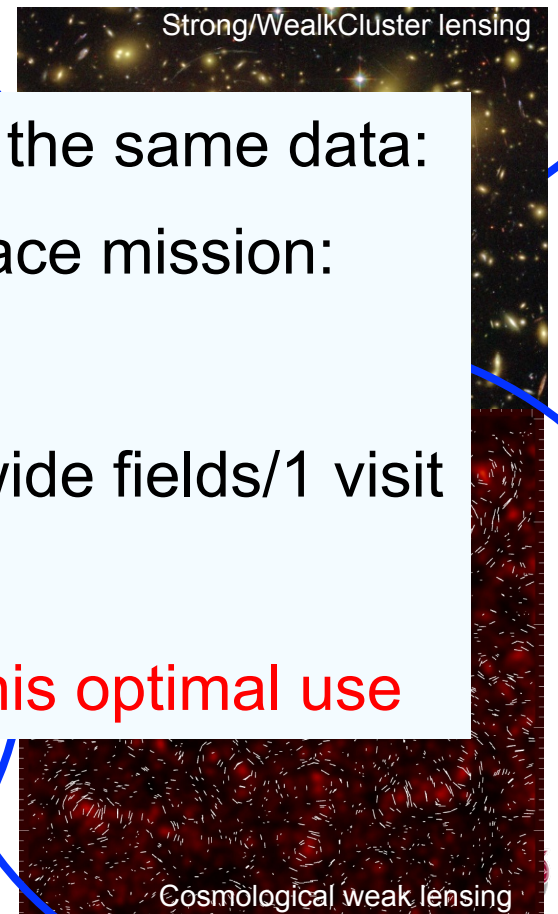 Strong/WealkCluster lensing
the same data:
ace mission:
wide fields/1 visit
his optimal use
Cosmological weak lensing